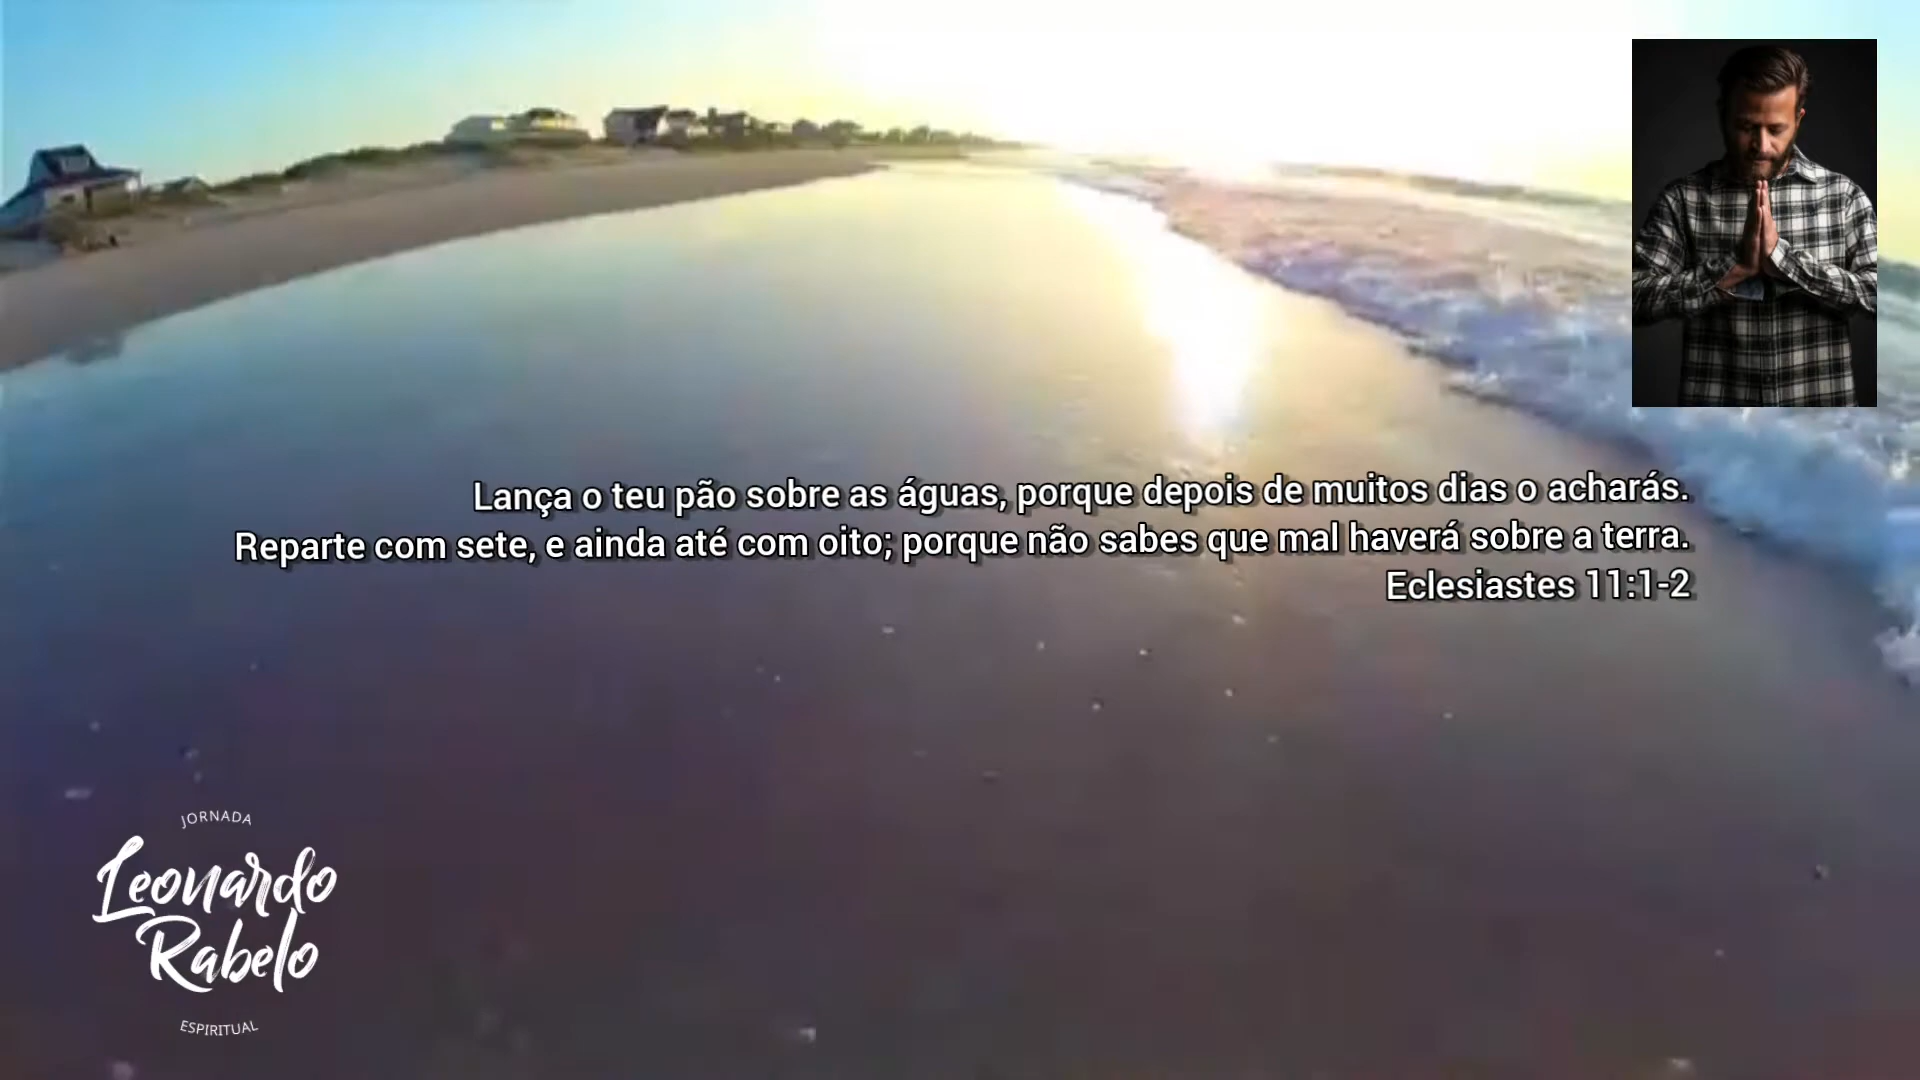 Lança o teu pão sobre as águas, porque depois de muitos dias o acharás.
Reparte com sete, e ainda até com oito; porque não sabes que mal haverá sobre a terra.
Eclesiastes 11:1-2
JORNADA
Leonardo
Rabelo
ESPIRITUAL